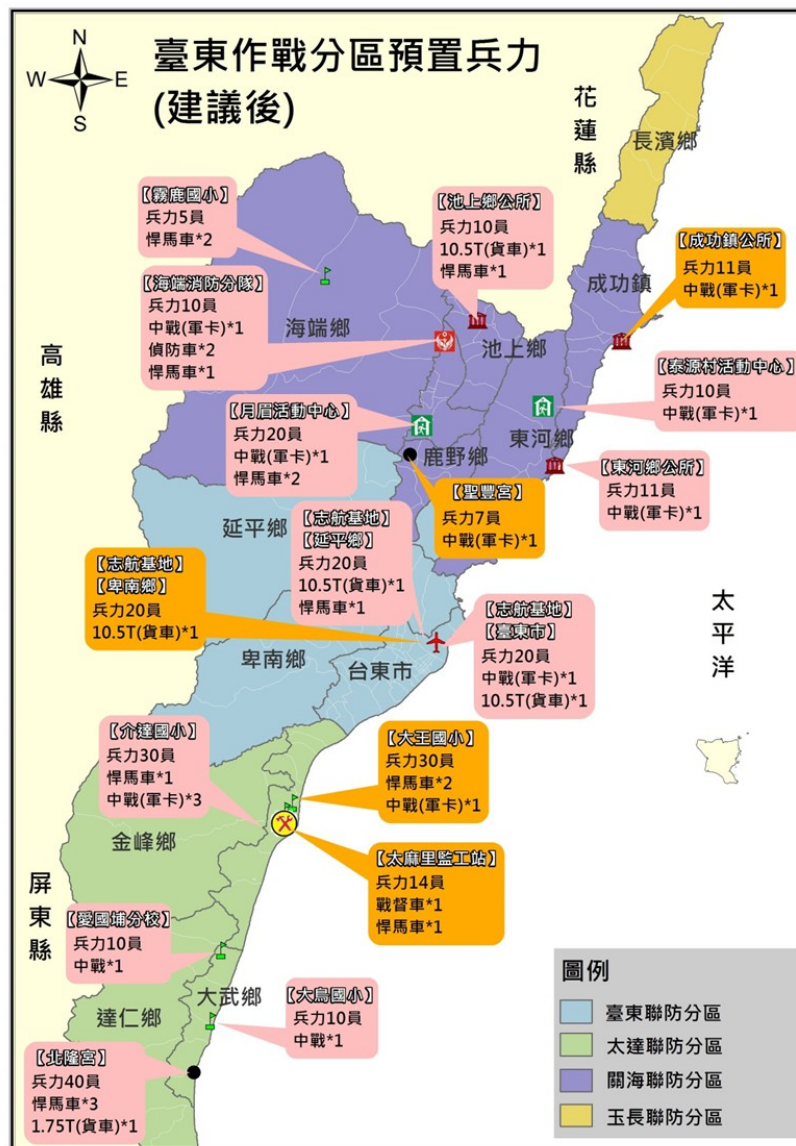 N
W
E
S
臺東作戰分區預置兵力
(建議後)
花蓮縣
長濱鄉
【霧鹿國小】
兵力5員
悍馬車*2
【池上鄉公所】
兵力10員
10.5T(貨車)*1
悍馬車*1
【成功鎮公所】
兵力11員
中戰(軍卡)*1
成功鎮
【海端消防分隊】
兵力10員
中戰(軍卡)*1
偵防車*2
悍馬車*1
海端鄉
池上鄉
高雄縣
【泰源村活動中心】
兵力10員
中戰(軍卡)*1
【月眉活動中心】
兵力20員
中戰(軍卡)*1
悍馬車*2
東河鄉
鹿野鄉
【東河鄉公所】
兵力11員
中戰(軍卡)*1
【聖豐宮】
兵力7員
中戰(軍卡)*1
延平鄉
【志航基地】
【延平鄉】
兵力20員
10.5T(貨車)*1
悍馬車*1
【志航基地】
【卑南鄉】
兵力20員
10.5T(貨車)*1
【志航基地】
【臺東市】
兵力20員
中戰(軍卡)*1
10.5T(貨車)*1
太平洋
卑南鄉
台東市
【介達國小】
兵力30員
悍馬車*1
中戰(軍卡)*3
【大王國小】
兵力30員
悍馬車*2
中戰(軍卡)*1
金峰鄉
【太麻里監工站】
兵力14員
戰督車*1
悍馬車*1
屏東縣
【愛國埔分校】
兵力10員
中戰*1
大武鄉
【大鳥國小】
兵力10員
中戰*1
達仁鄉
【北隆宮】
兵力40員
悍馬車*3
1.75T(貨車)*1
圖例
臺東聯防分區
太達聯防分區
關海聯防分區
玉長聯防分區